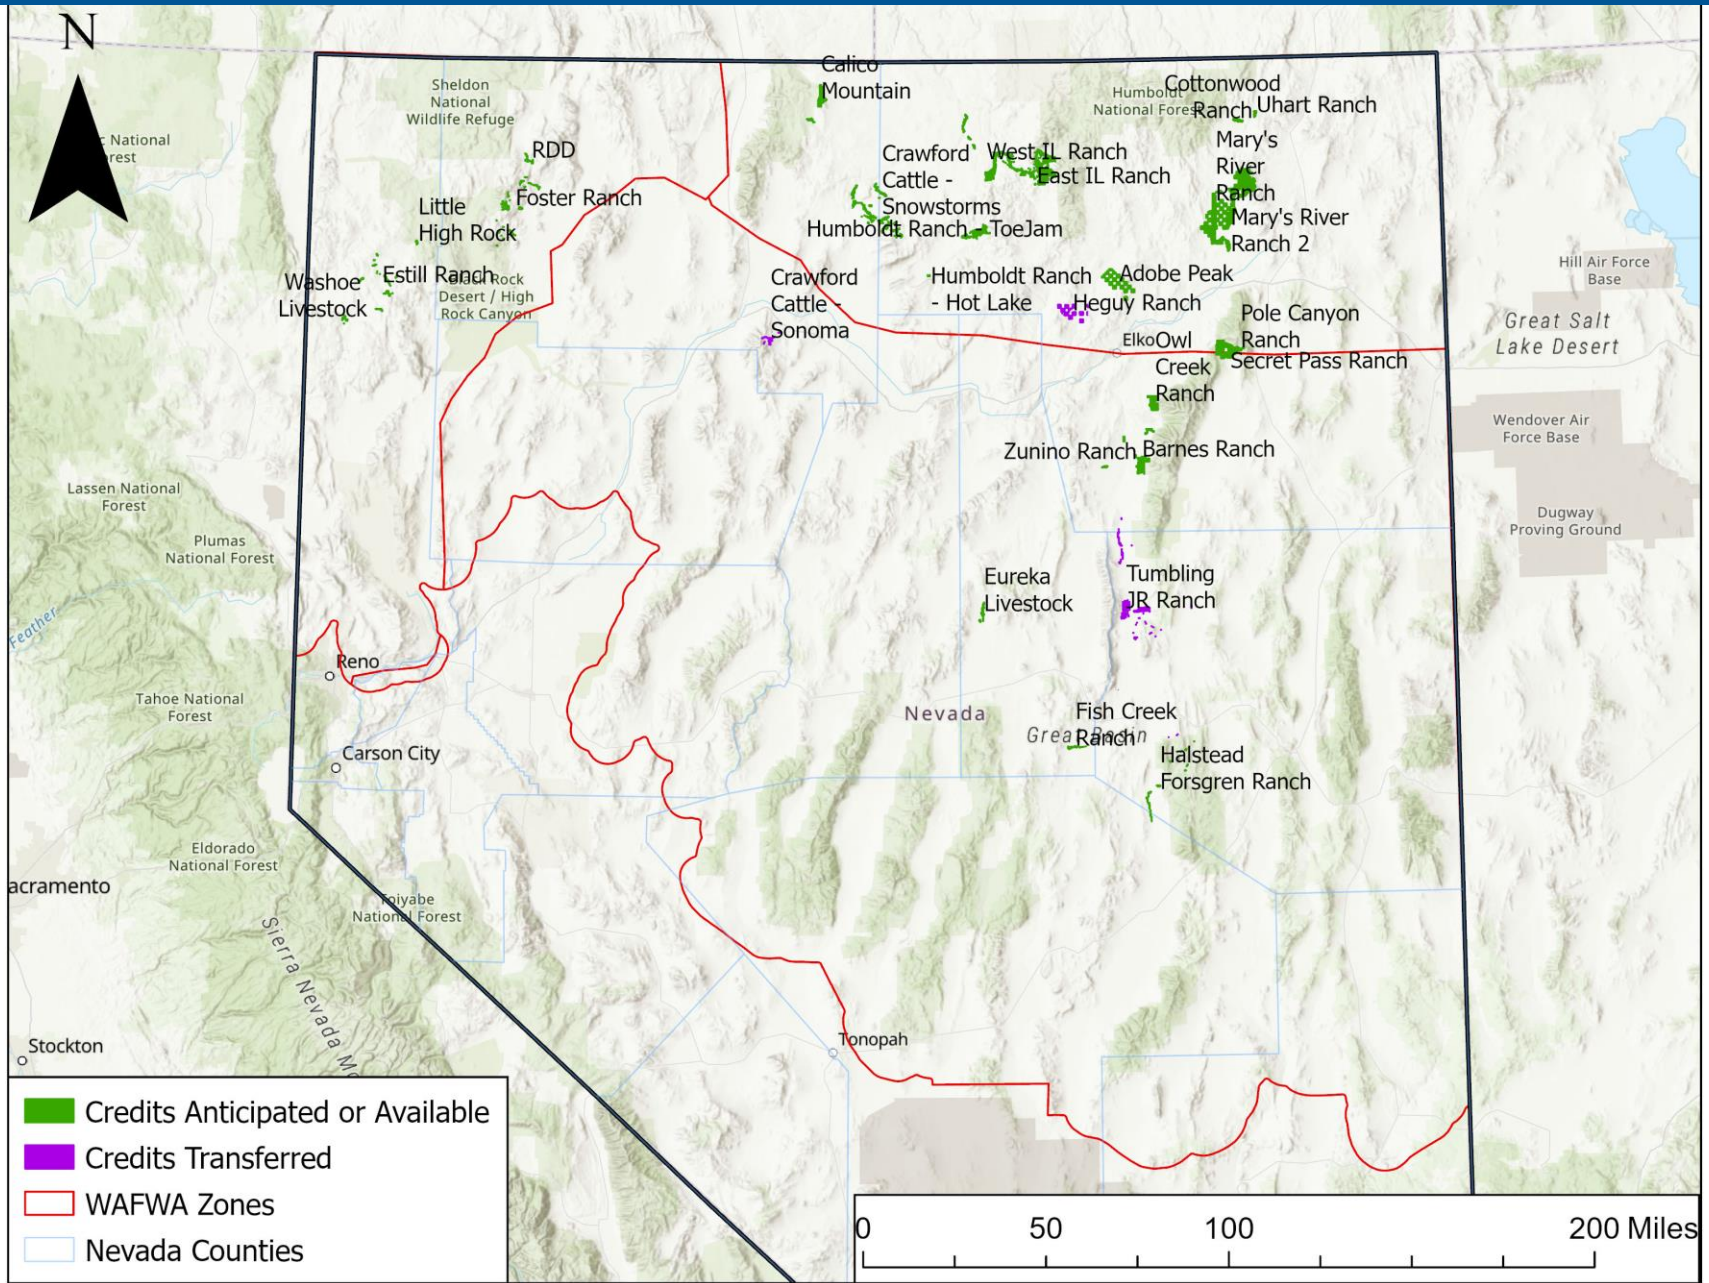 N
Calico
Mountain
Sheldon
National
Wildlife Refuge
Humboldt
National Forest
Cottonwood
Ranch
Uhart Ranch
c National
orest
RDD
Mary's
River
Ranch
Crawford
Cattle -
Snowstorms
West IL Ranch
East IL Ranch
Foster Ranch
Little
High Rock
Humboldt Ranch - ToeJam
Mary's River
Ranch 2
Washoe
Livestock
Estill Ranch
Black Rock
Desert / High
Rock Canyon
Crawford
Cattle -
Sonoma
Humboldt Ranch
- Hot Lake
Adobe Peak
Heguy Ranch
Hill Air Force
Base
Pole Canyon
Ranch
Great Salt
Lake Desert
Elko
Owl
Creek
Ranch
Secret Pass Ranch
Wendover Air
Force Base
Zunino Ranch
Barnes Ranch
Lassen National
Forest
Plumas
National Forest
Dugway
Proving Ground
Eureka
Livestock
Tumbling
JR Ranch
Feather
Reno
Tahoe National
Forest
Nevada
Fish Creek
Ranch
Great Basin
Carson City
Halstead
Forsgren Ranch
Eldorado
National Forest
acramento
Toiyabe
National Forest
Sierra Nevada Mo
Tonopah
Stockton
Credits Anticipated or Available
Credits Transferred
WAFWA Zones
Nevada Counties
0 50 100 200 Miles